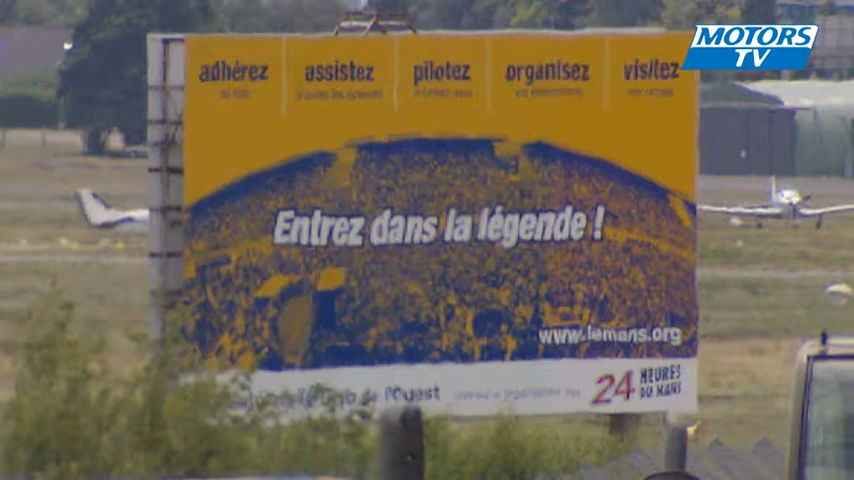 MOTORS
TV
adhérez assistez pilotez organisez visitez
Entrez dans la légende !
www.lemans.org
de l'Ouest
24 HEURES
DU MANS